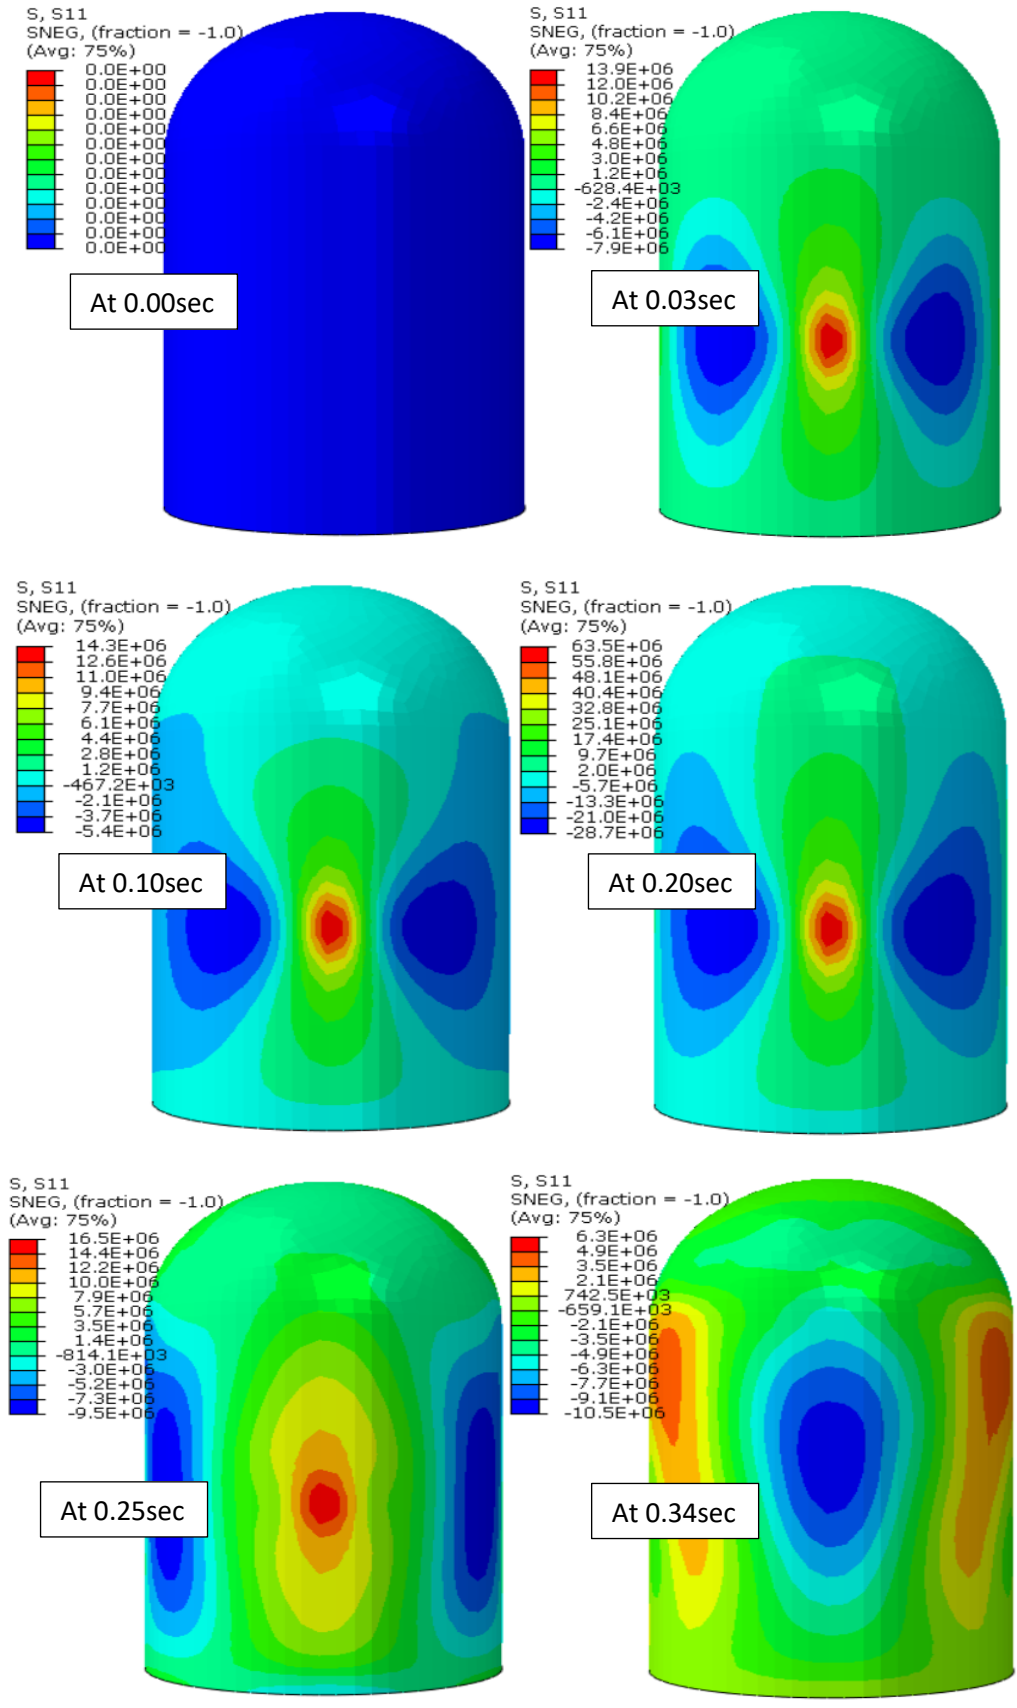 S, S11
SNEG, (fraction = -1.0)
(Avg: 75%)
0.0E+00
0.0E+00
0.0E+00
0.0E+00
0.0E+00
0.0E+00
0.0E+00
0.0E+00
0.0E+00
0.0E+00
0.0E+00
0.0E+00
0.0E+00
At 0.00sec
S, S11
SNEG, (fraction = -1.0)
(Avg: 75%)
13.9E+06
12.0E+06
10.2E+06
8.4E+06
6.6E+06
4.8E+06
3.0E+06
1.2E+06
-628.4E+03
-2.4E+06
-4.2E+06
-6.1E+06
-7.9E+06
At 0.03sec
S, S11
SNEG, (fraction = -1.0)
(Avg: 75%)
14.3E+06
12.6E+06
11.0E+06
9.4E+06
7.7E+06
6.1E+06
4.4E+06
2.8E+06
1.2E+06
-467.2E+03
-2.1E+06
-3.7E+06
-5.4E+06
At 0.10sec
S, S11
SNEG, (fraction = -1.0)
(Avg: 75%)
63.5E+06
55.8E+06
48.1E+06
40.4E+06
32.8E+06
25.1E+06
17.4E+06
9.7E+06
2.0E+06
-5.7E+06
-13.3E+06
-21.0E+06
-28.7E+06
At 0.20sec
S, S11
SNEG, (fraction = -1.0)
(Avg: 75%)
16.5E+06
14.4E+06
12.2E+06
10.0E+06
7.9E+06
5.7E+06
3.5E+06
1.4E+06
-814.1E+03
-3.0E+06
-5.2E+06
-7.3E+06
-9.5E+06
At 0.25sec
S, S11
SNEG, (fraction = -1.0)
(Avg: 75%)
6.3E+06
4.9E+06
3.5E+06
2.1E+06
742.5E+03
-659.1E+03
-2.1E+06
-3.5E+06
-4.9E+06
-6.3E+06
-7.7E+06
-9.1E+06
-10.5E+06
At 0.34sec